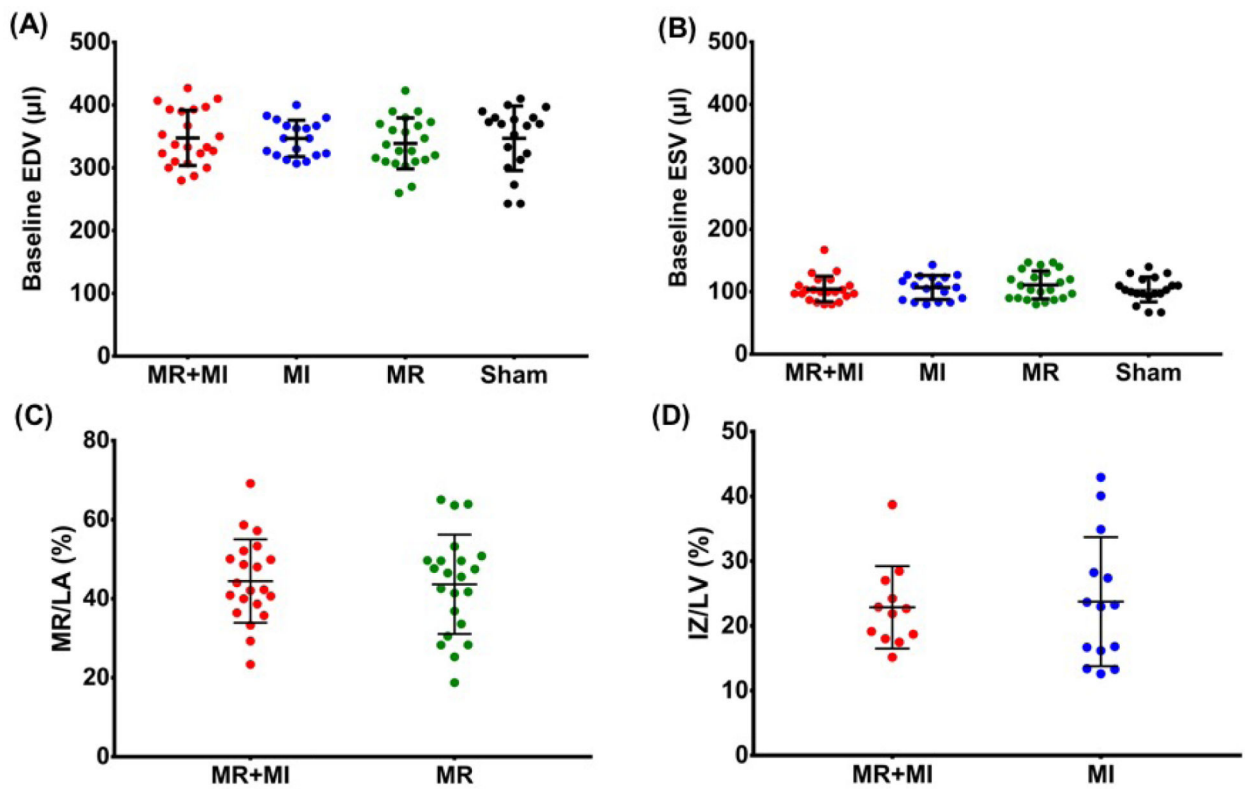 (A)
Baseline EDV (µl)
500
400
300
200
100
0
MR+MI MI MR Sham
(B)
Baseline ESV (µl)
500
400
300
200
100
0
MR+MI MI MR Sham
(C)
MR/LA (%)
80
60
40
20
0
MR+MI MR
(D)
IZ/LV (%)
50
40
30
20
10
0
MR+MI MI